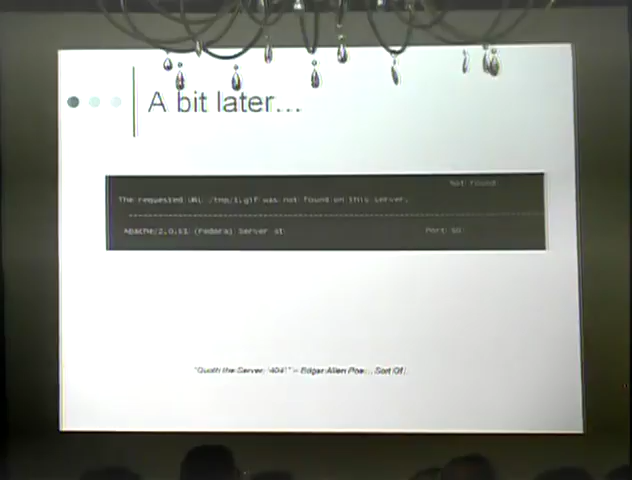 A bit later...
Not Found
The requested URL /tmp/1.gif was not found on this server.
Apache/2.0.51 (Fedora) Server at
Port 80
"Quoth the Server, '404!'" – Edgar Allen Poe... Sort Of.